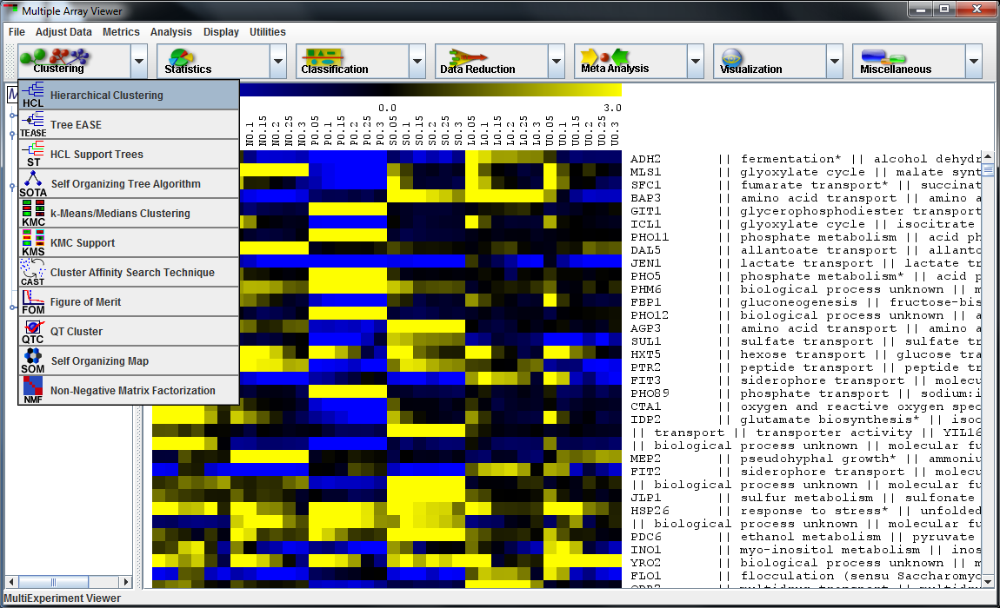 Multiple Array Viewer
File Adjust Data Metrics Analysis Display Utilities
Clustering Statistics Classification Data Reduction Meta Analysis Visualization Miscellaneous
HCL Hierarchical Clustering
TEASE Tree EASE
ST HCL Support Trees
SOTA Self Organizing Tree Algorithm
KMC k-Means/Medians Clustering
KMS KMC Support
CAST Cluster Affinity Search Technique
FOM Figure of Merit
QTC QT Cluster
SOM Self Organizing Map
NMF Non-Negative Matrix Factorization
0.0 3.0
N0.1 N0.15 N0.2 N0.25 N0.3 P0.05 P0.1 P0.15 P0.2 P0.25 P0.3 S0.05 S0.1 S0.15 S0.2 S0.25 S0.3 L0.05 L0.1 L0.15 L0.2 L0.25 L0.3 U0.05 U0.1 U0.15 U0.2 U0.25 U0.3
ADH2 || fermentation* || alcohol dehydr
MLS1 || glyoxylate cycle || malate synt
SFC1 || fumarate transport* || succinat
BAP3 || amino acid transport || amino a
GIT1 || glycerophosphodiester transport
ICL1 || glyoxylate cycle || isocitrate
PHO11 || phosphate metabolism || acid ph
DAL5 || allantoate transport || allanto
JEN1 || lactate transport || lactate tr
PHO5 || phosphate metabolism* || acid p
PHM6 || biological process unknown || m
FBP1 || gluconeogenesis || fructose-bis
PHO12 || biological process unknown || a
AGP3 || amino acid transport || amino a
SUL1 || sulfate transport || sulfate tr
HXT5 || hexose transport || glucose tra
PTR2 || peptide transport || peptide tr
FIT3 || siderophore transport || molecu
PHO89 || phosphate transport || sodium:i
CTA1 || oxygen and reactive oxygen spec
IDP2 || glutamate biosynthesis* || isoc
|| transport || transporter activity || YIL16
|| biological process unknown || molecular fu
MEP2 || pseudohyphal growth* || ammoniu
FIT2 || siderophore transport || molecu
|| biological process unknown || molecular fu
JLP1 || sulfur metabolism || sulfonate
HSP26 || response to stress* || unfolded
|| biological process unknown || molecular fu
PDC6 || ethanol metabolism || pyruvate
INO1 || myo-inositol metabolism || inos
YRO2 || biological process unknown || m
FLO1 || flocculation (sensu Saccharomyc
MultiExperiment Viewer